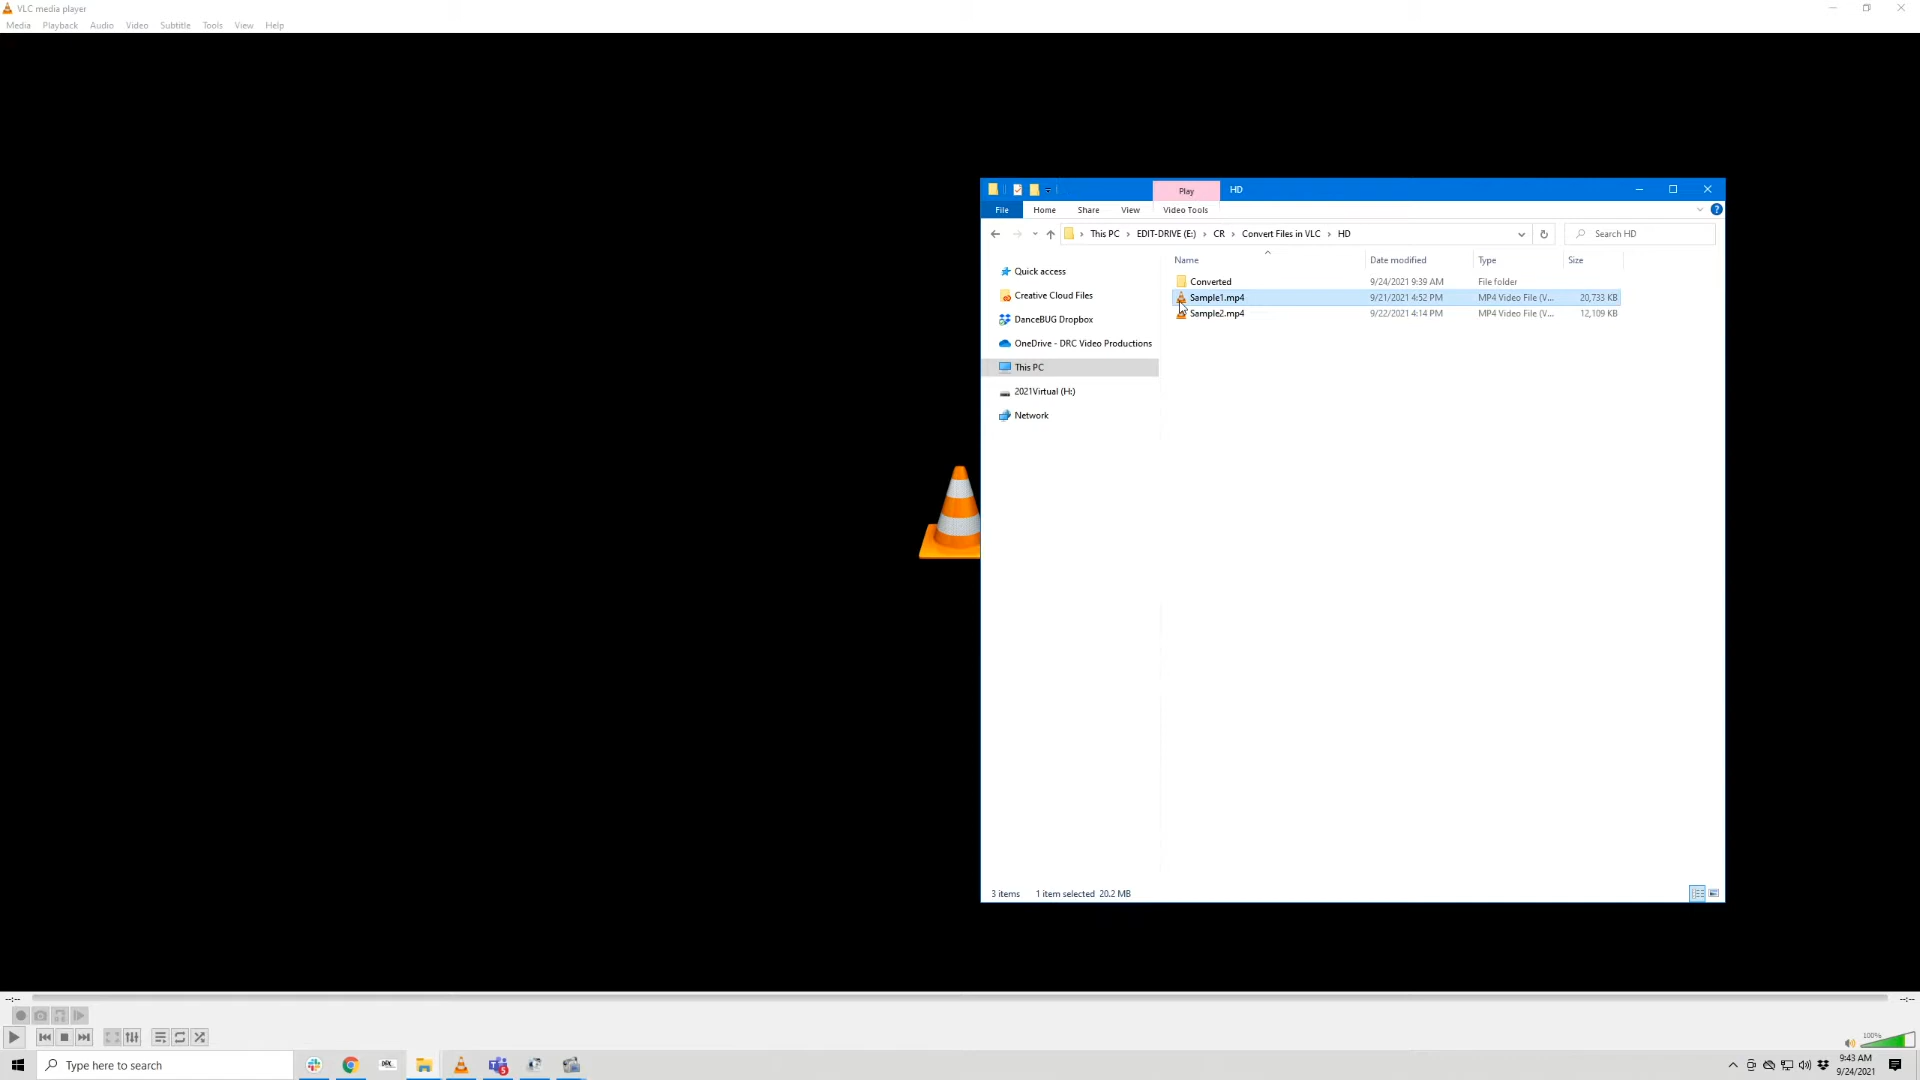 VLC media player
Media Playback Audio Video Subtitle Tools View Help
Play HD
File Home Share View Video Tools
This PC › EDIT-DRIVE (E:) › CR › Convert Files in VLC › HD
Search HD
Name Date modified Type Size
Quick access
Creative Cloud Files
DanceBUG Dropbox
OneDrive - DRC Video Productions
This PC
2021Virtual (H:)
Network
Converted 9/24/2021 9:39 AM File folder
Sample1.mp4 9/21/2021 4:52 PM MP4 Video File (V... 20,733 KB
Sample2.mp4 9/22/2021 4:14 PM MP4 Video File (V... 12,109 KB
3 items 1 item selected 20.2 MB
--:-- --:--
100%
Type here to search
9:43 AM
9/24/2021